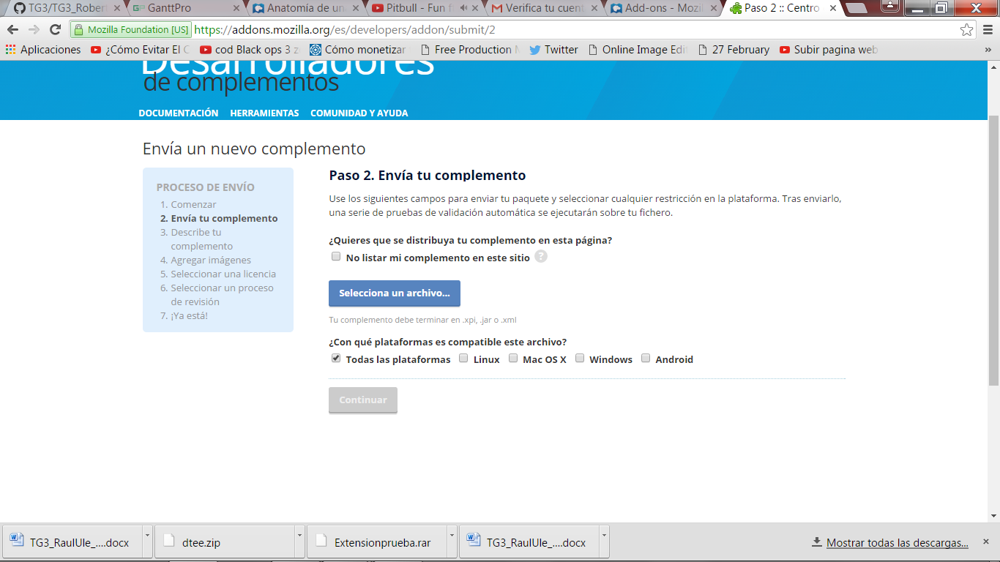 TG3/TG3_Robert
GanttPro
Anatomía de un
Pitbull - Fun f
Verifica tu cuent
Add-ons - Mozil
Paso 2 :: Centro
Mozilla Foundation [US] https://addons.mozilla.org/es/developers/addon/submit/2
Aplicaciones
¿Cómo Evitar El C
cod Black ops 3 z
Cómo monetizar
Free Production M
Twitter
Online Image Edi
27 February
Subir pagina web
»
Desarrolladores
de complementos
DOCUMENTACIÓN HERRAMIENTAS COMUNIDAD Y AYUDA
Envía un nuevo complemento
PROCESO DE ENVÍO
1. Comenzar
2. Envía tu complemento
3. Describe tu
complemento
4. Agregar imágenes
5. Seleccionar una licencia
6. Seleccionar un proceso
de revisión
7. ¡Ya está!
Paso 2. Envía tu complemento
Use los siguientes campos para enviar tu paquete y seleccionar cualquier restricción en la plataforma. Tras enviarlo,
una serie de pruebas de validación automática se ejecutarán sobre tu fichero.
¿Quieres que se distribuya tu complemento en esta página?
No listar mi complemento en este sitio ?
Selecciona un archivo...
Tu complemento debe terminar en .xpi, .jar o .xml
¿Con qué plataformas es compatible este archivo?
Todas las plataformas Linux Mac OS X Windows Android
Continuar
TG3_RaulUle_....docx
dtee.zip
Extensionprueba.rar
TG3_RaulUle_....docx
Mostrar todas las descargas...